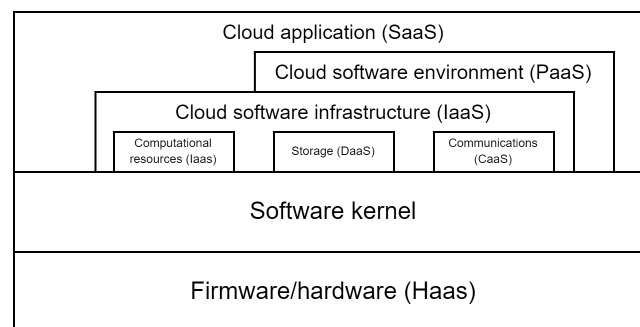 Cloud application (SaaS)
Cloud software environment (PaaS)
Cloud software infrastructure (IaaS)
Computational
resources (Iaas)
Storage (DaaS)
Communications
(CaaS)
Software kernel
Firmware/hardware (Haas)